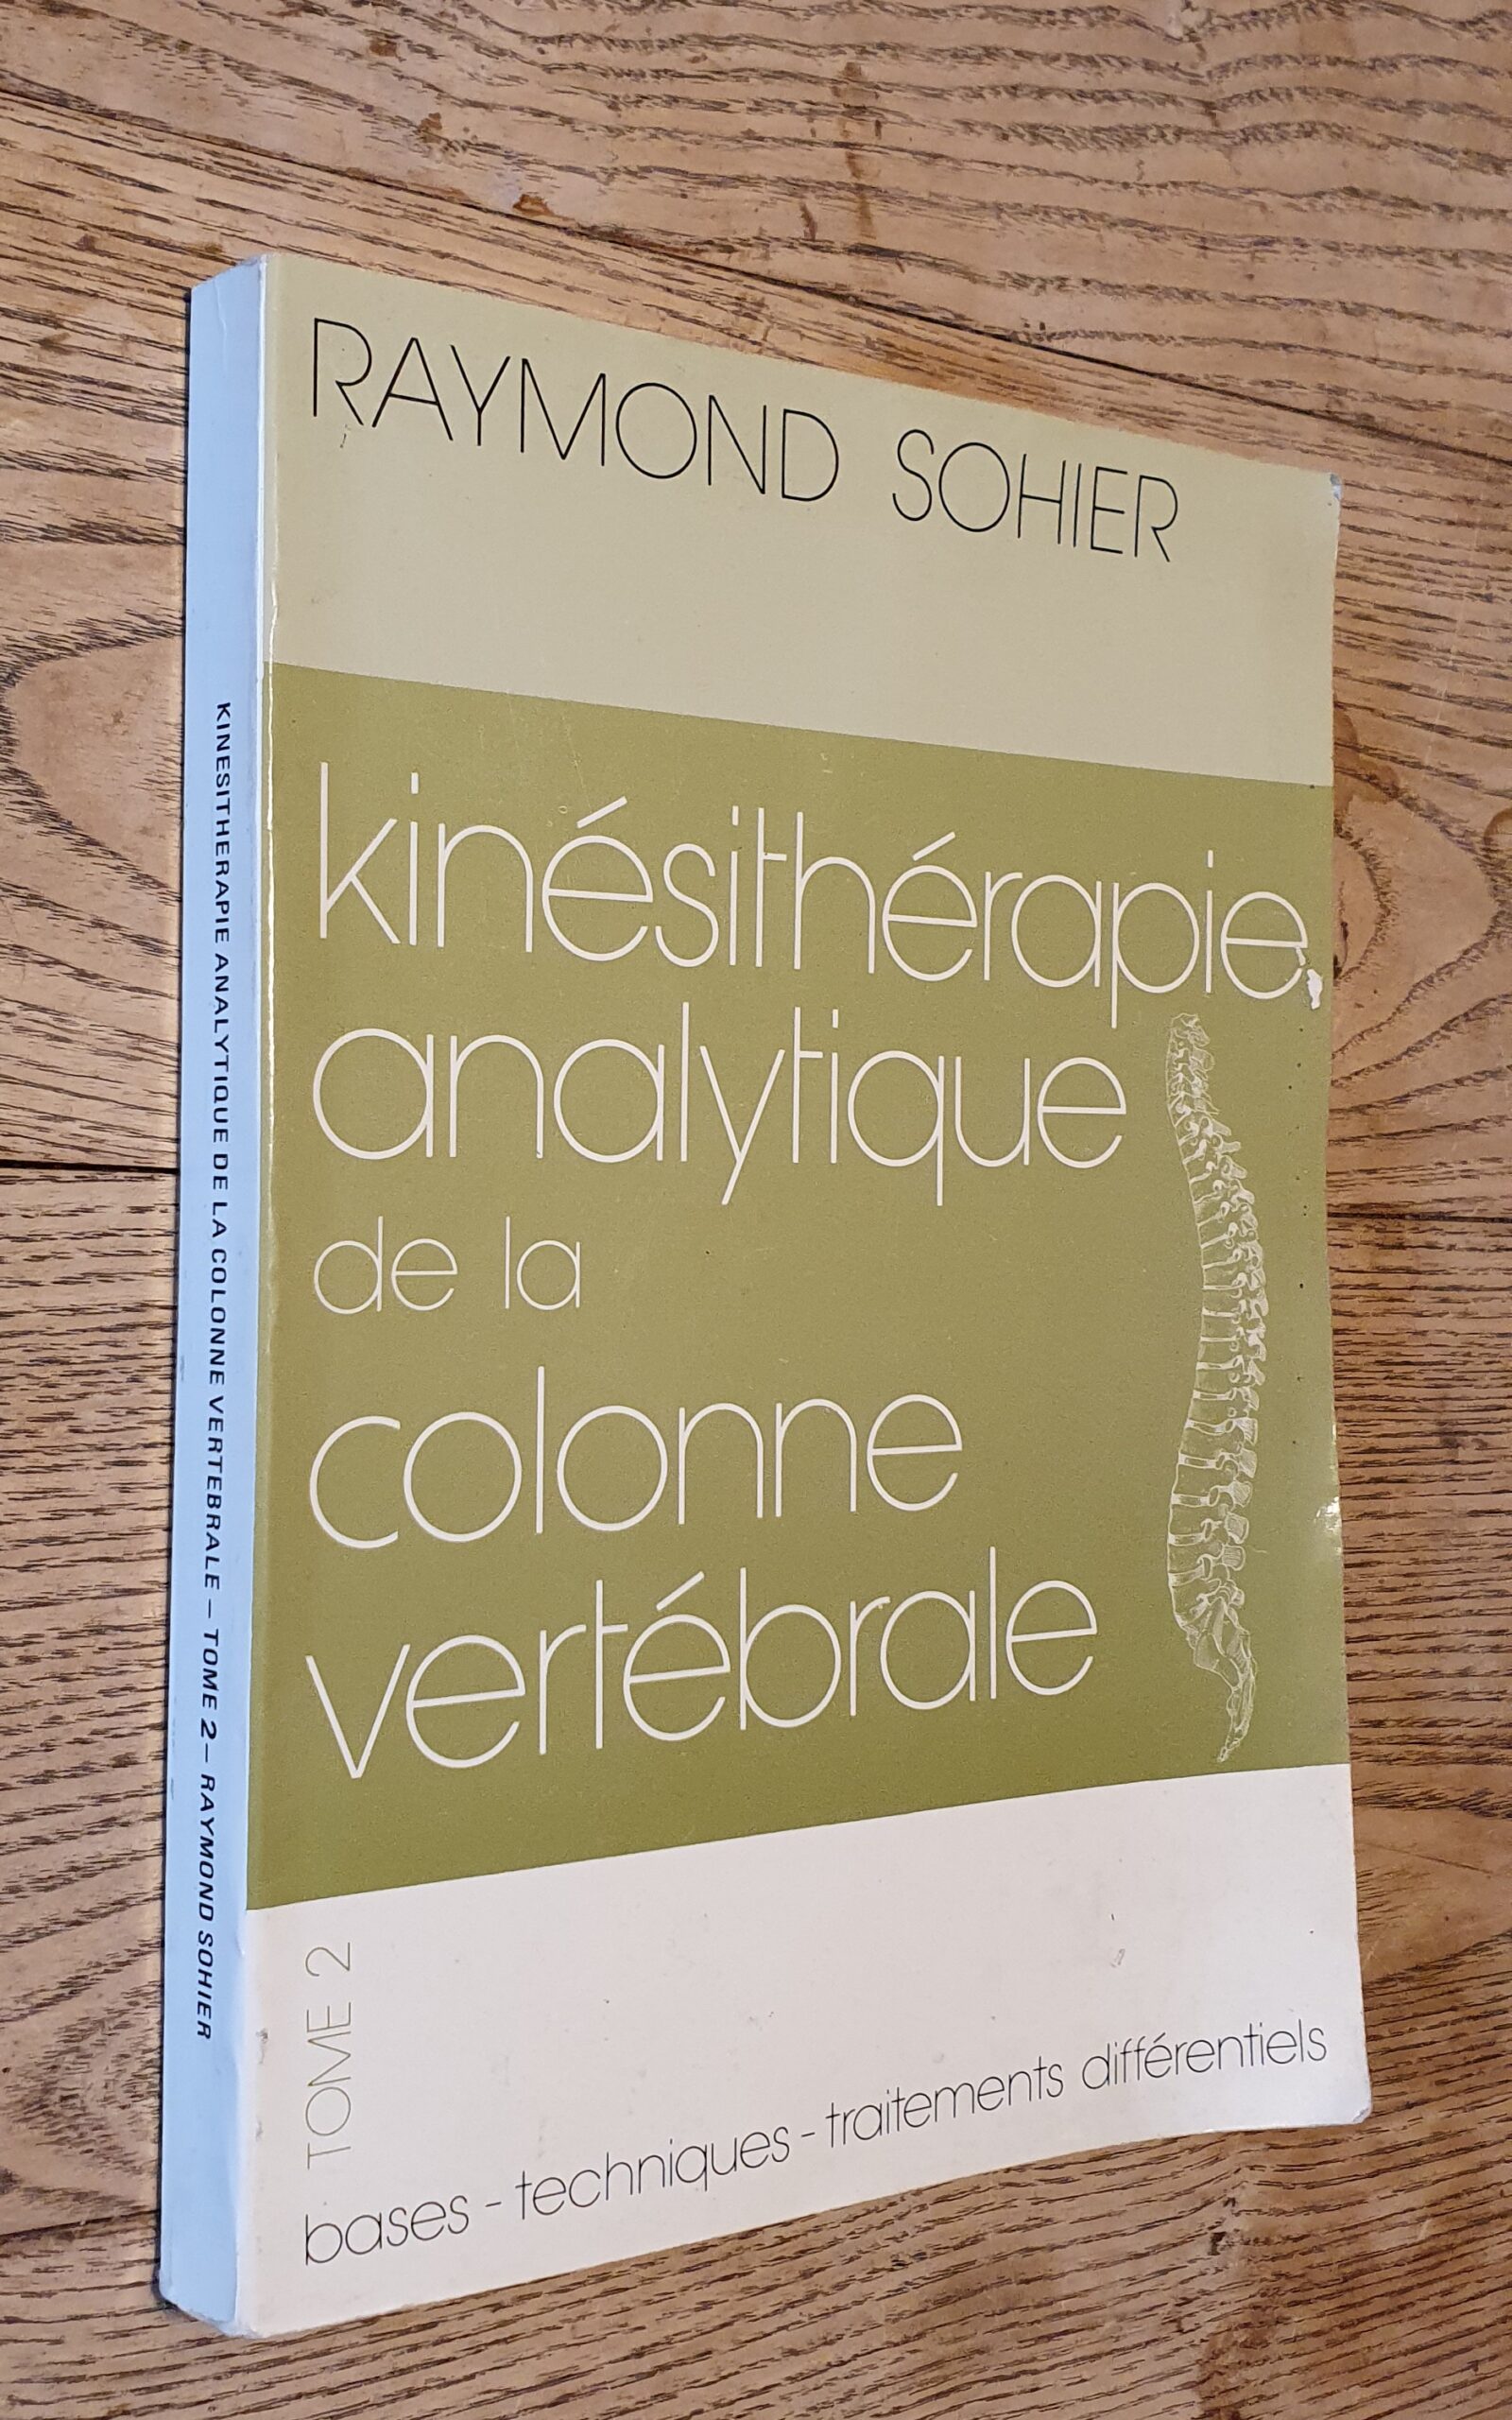 RAYMOND SOHIER
kinésithérapie
analytique
de la
colonne
vertébrale
TOME 2
bases - techniques - traitements différentiels
KINESITHERAPIE ANALYTIQUE DE LA COLONNE VERTEBRALE – TOME 2 – RAYMOND SOHIER